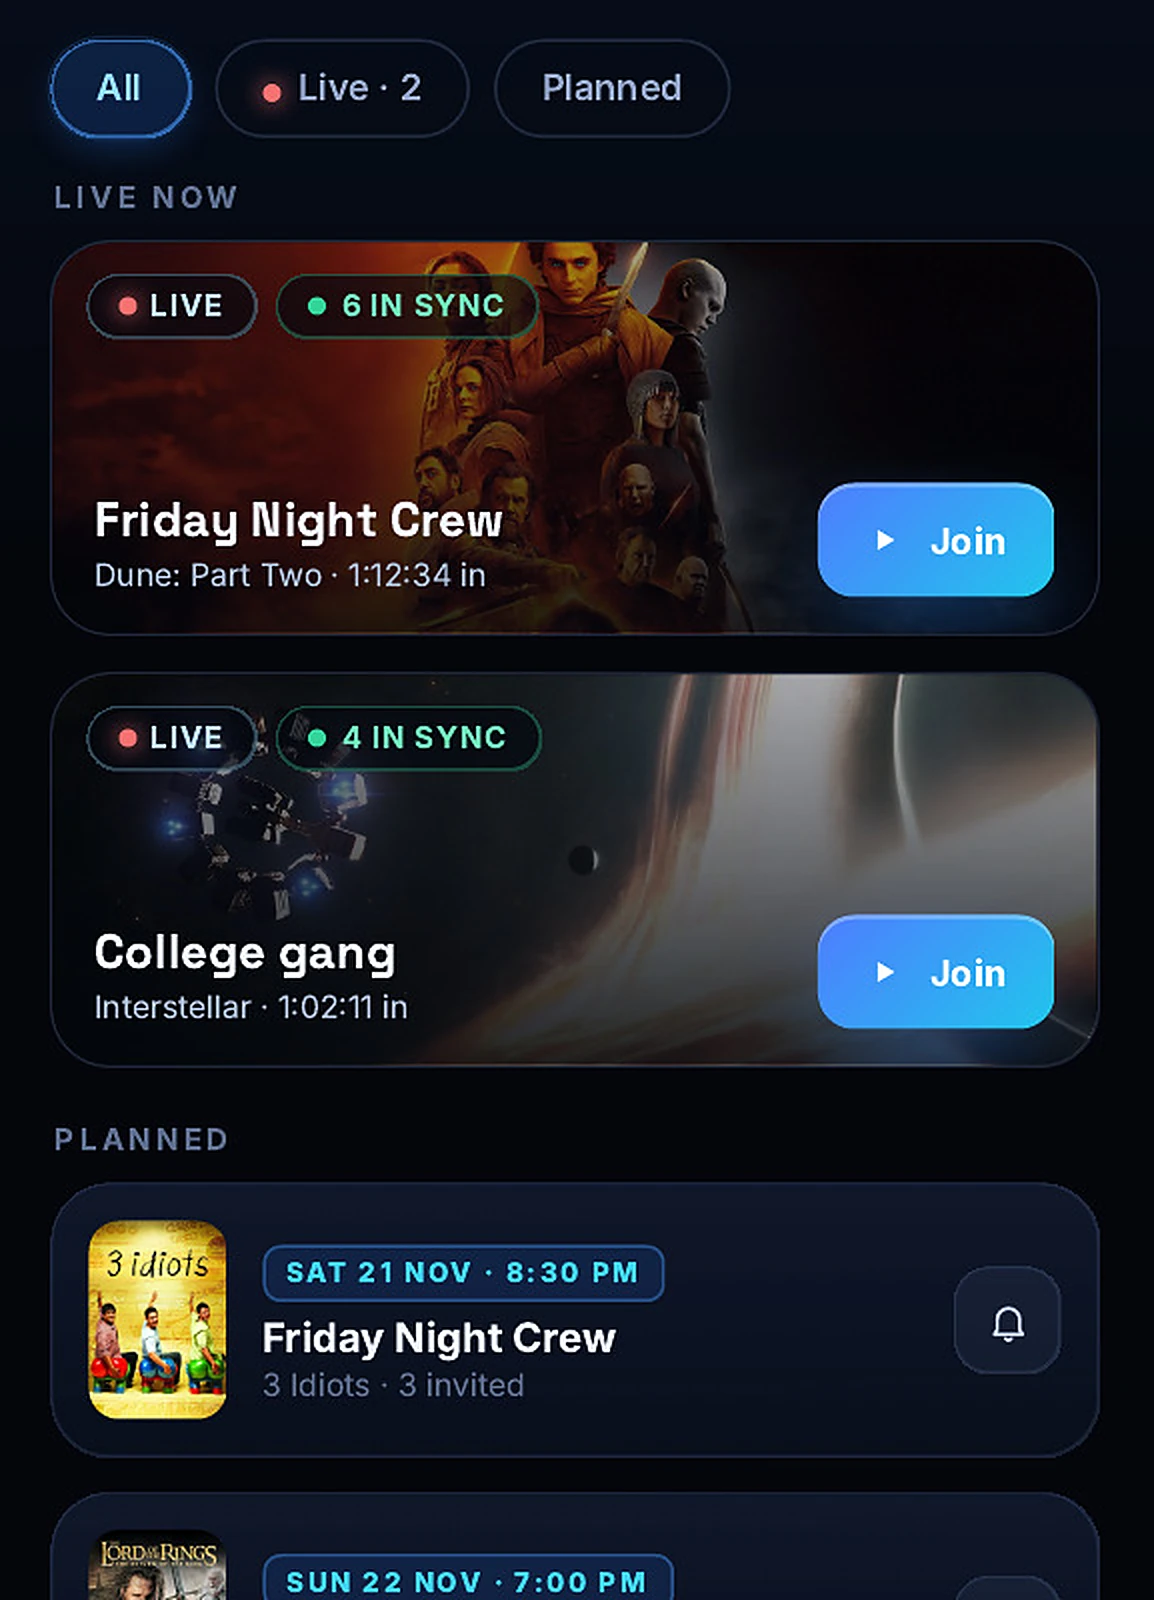 All
Live · 2
Planned
LIVE NOW
LIVE
6 IN SYNC
Friday Night Crew
Dune: Part Two · 1:12:34 in
Join
LIVE
4 IN SYNC
College gang
Interstellar · 1:02:11 in
Join
PLANNED
3 idiots
SAT 21 NOV · 8:30 PM
Friday Night Crew
3 Idiots · 3 invited
THE LORD OF THE RINGS
SUN 22 NOV · 7:00 PM